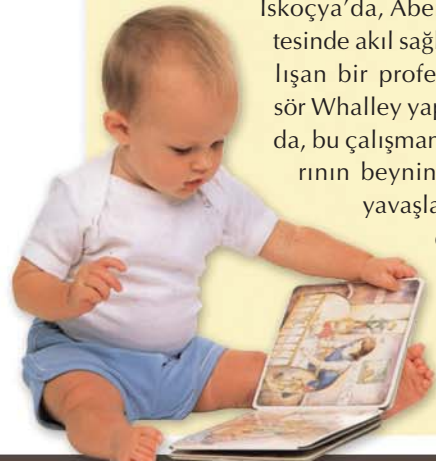 İskoçya’da, Abe
tesinde akıl sağl
lışan bir profe
sör Whalley yap
da, bu çalışmar
rının beynin
yavaşla